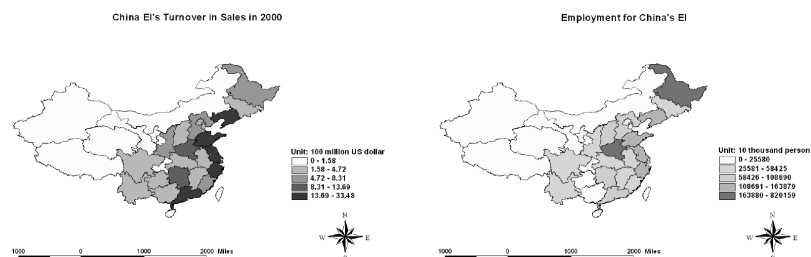 China EI's Turnover in Sales in 2000
Unit: 100 million US dollar
0 - 1.58
1.58 - 4.72
4.72 - 8.31
8.31 - 13.69
13.69 - 33.48
N
W E
S
1000 0 1000 2000 Miles
Employment for China's EI
Unit: 10 thousand person
0 - 25580
25581 - 58425
58426 - 108690
108691 - 163879
163880 - 820159
N
W E
S
1000 0 1000 2000 Miles